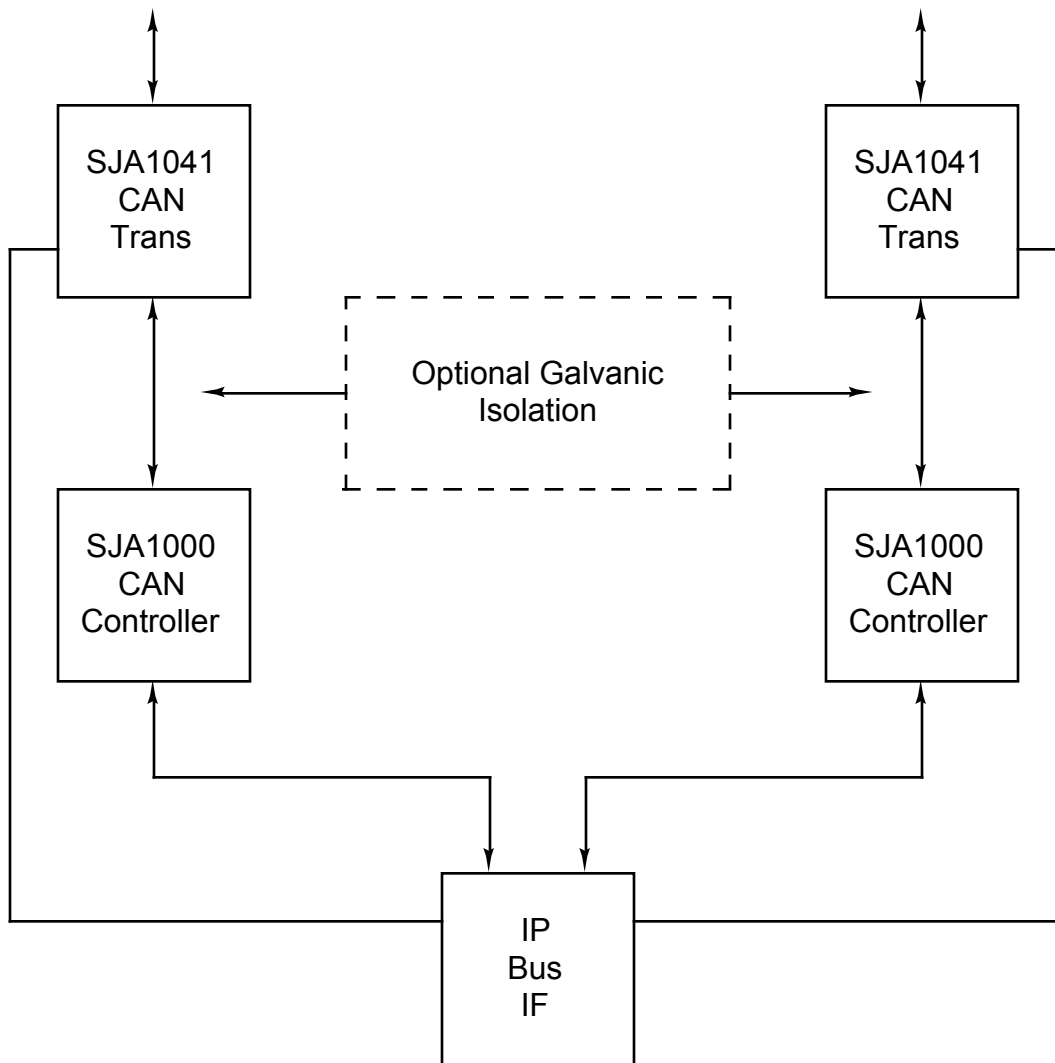 SJA1041
CAN
Trans
SJA1041
CAN
Trans
Optional Galvanic
Isolation
SJA1000
CAN
Controller
SJA1000
CAN
Controller
IP
Bus
IF